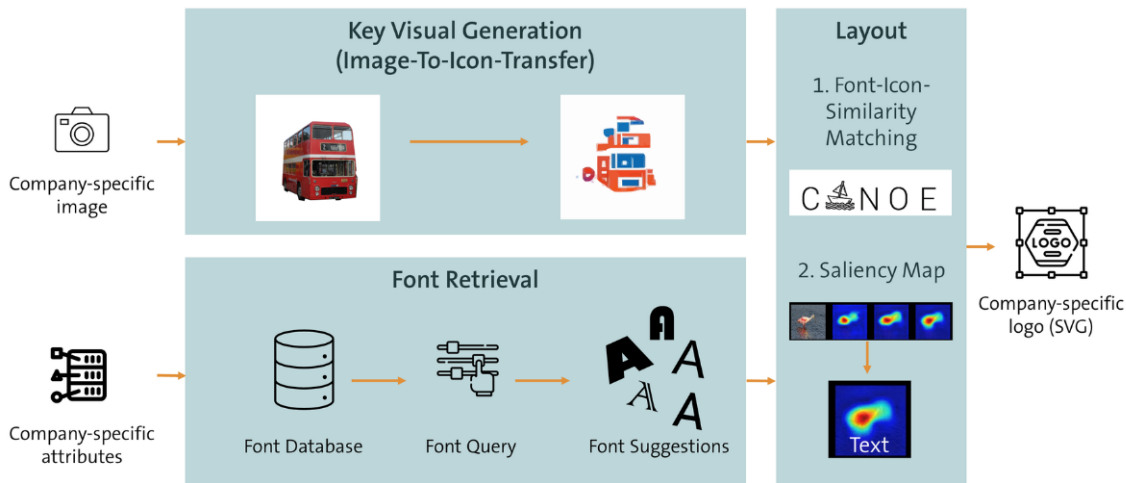 Key Visual Generation
(Image-To-Icon-Transfer)
Company-specific
image
Font Retrieval
Font Database
Font Query
Font Suggestions
Company-specific
attributes
Layout
1. Font-Icon-
Similarity
Matching
C NOE
2. Saliency Map
Text
LOGO
Company-specific
logo (SVG)